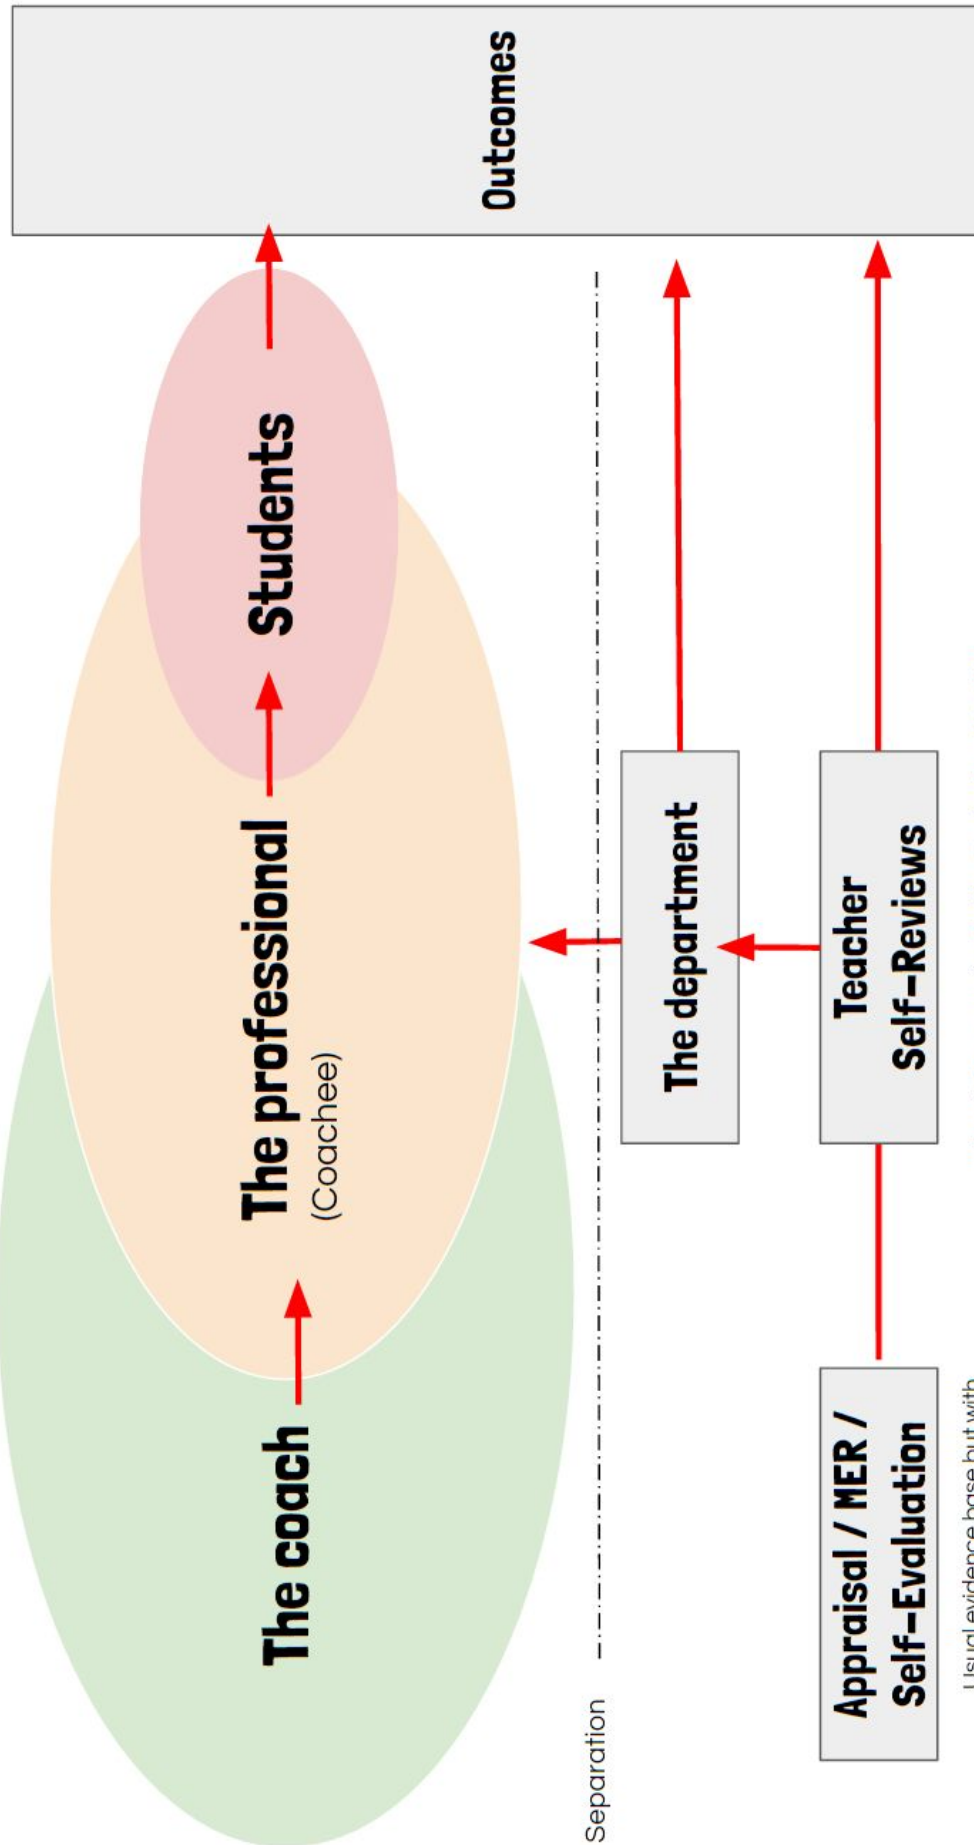 The coach
The professional
(Coachee)
Students
Outcomes
Separation
The department
Appraisal / MER /
Self-Evaluation
Teacher
Self-Reviews
Usual evidence base but with